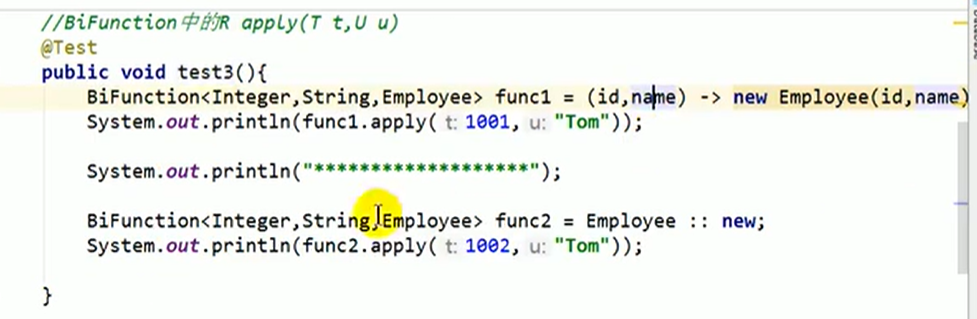 //BiFunction中的R apply(T t,U u)
@Test
public void test3(){
BiFunction<Integer,String,Employee> func1 = (id,name) -> new Employee(id,name)
System.out.println(func1.apply( t: 1001, u: "Tom"));
System.out.println("*******************");
BiFunction<Integer,String,Employee> func2 = Employee :: new;
System.out.println(func2.apply( t: 1002, u: "Tom"));
}